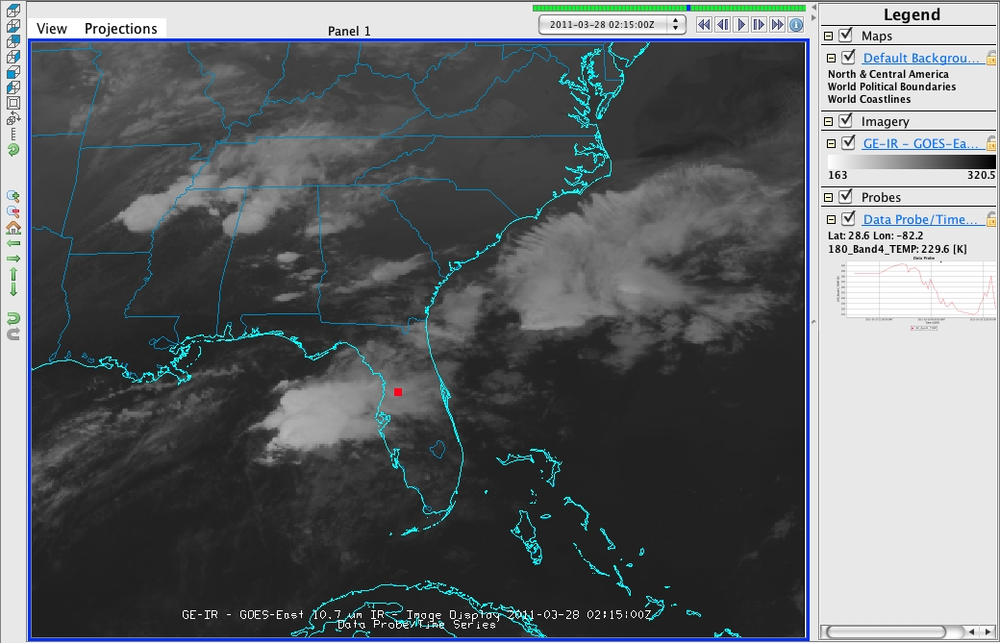 View Projections
Panel 1
2011-03-28 02:15:00Z
Legend
Maps
Default Backgrou...
North & Central America
World Political Boundaries
World Coastlines
Imagery
GE-IR - GOES-Ea...
163 320.5
Probes
Data Probe/Time...
Lat: 28.6 Lon: -82.2
180_Band4_TEMP: 229.6 [K]
Data Probe
GE-IR - GOES-East 10.7 um IR - Image Display 2011-03-28 02:15:00Z
Data Probe/Time Series